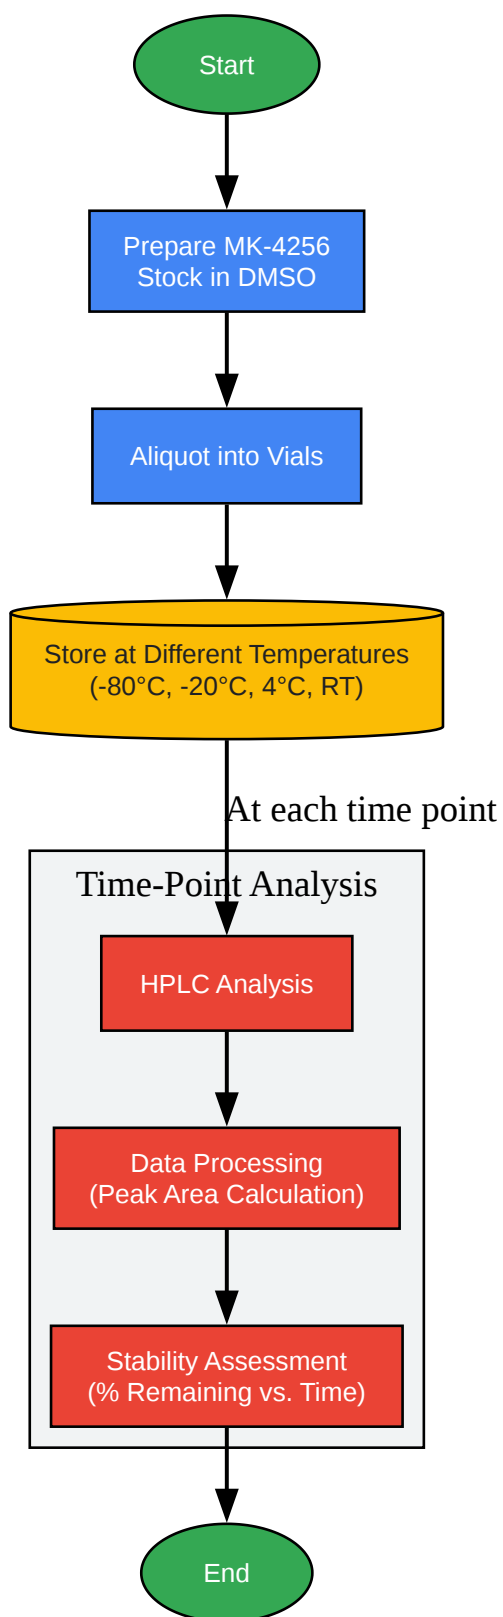 Start
Prepare MK-4256
Stock in DMSO
Aliquot into Vials
Store at Different Temperatures
(-80°C, -20°C, 4°C, RT)
At each time point
Time-Point Analysis
HPLC Analysis
Data Processing
(Peak Area Calculation)
Stability Assessment
(% Remaining vs. Time)
End